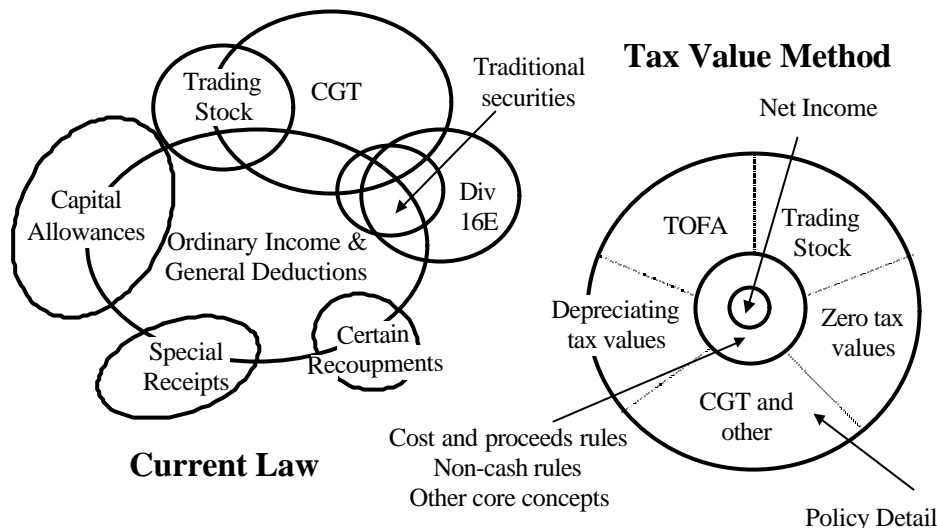 Trading
Stock
CGT
Traditional
securities
Capital
Allowances
Div
16E
Ordinary Income &
General Deductions
Special
Receipts
Certain
Recoupments
Current Law
Tax Value Method
Net Income
TOFA
Trading
Stock
Depreciating
tax values
Zero tax
values
CGT and
other
Cost and proceeds rules
Non-cash rules
Other core concepts
Policy Detail